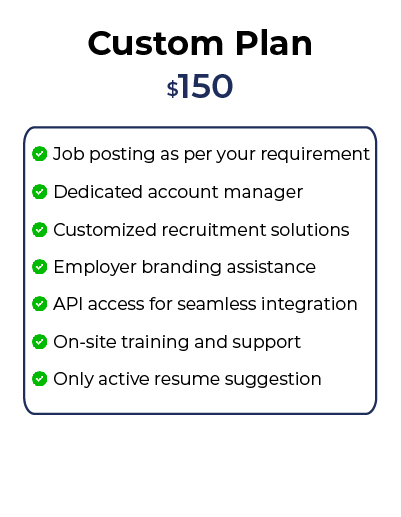 Custom Plan
$150
Job posting as per your requirement
Dedicated account manager
Customized recruitment solutions
Employer branding assistance
API access for seamless integration
On-site training and support
Only active resume suggestion